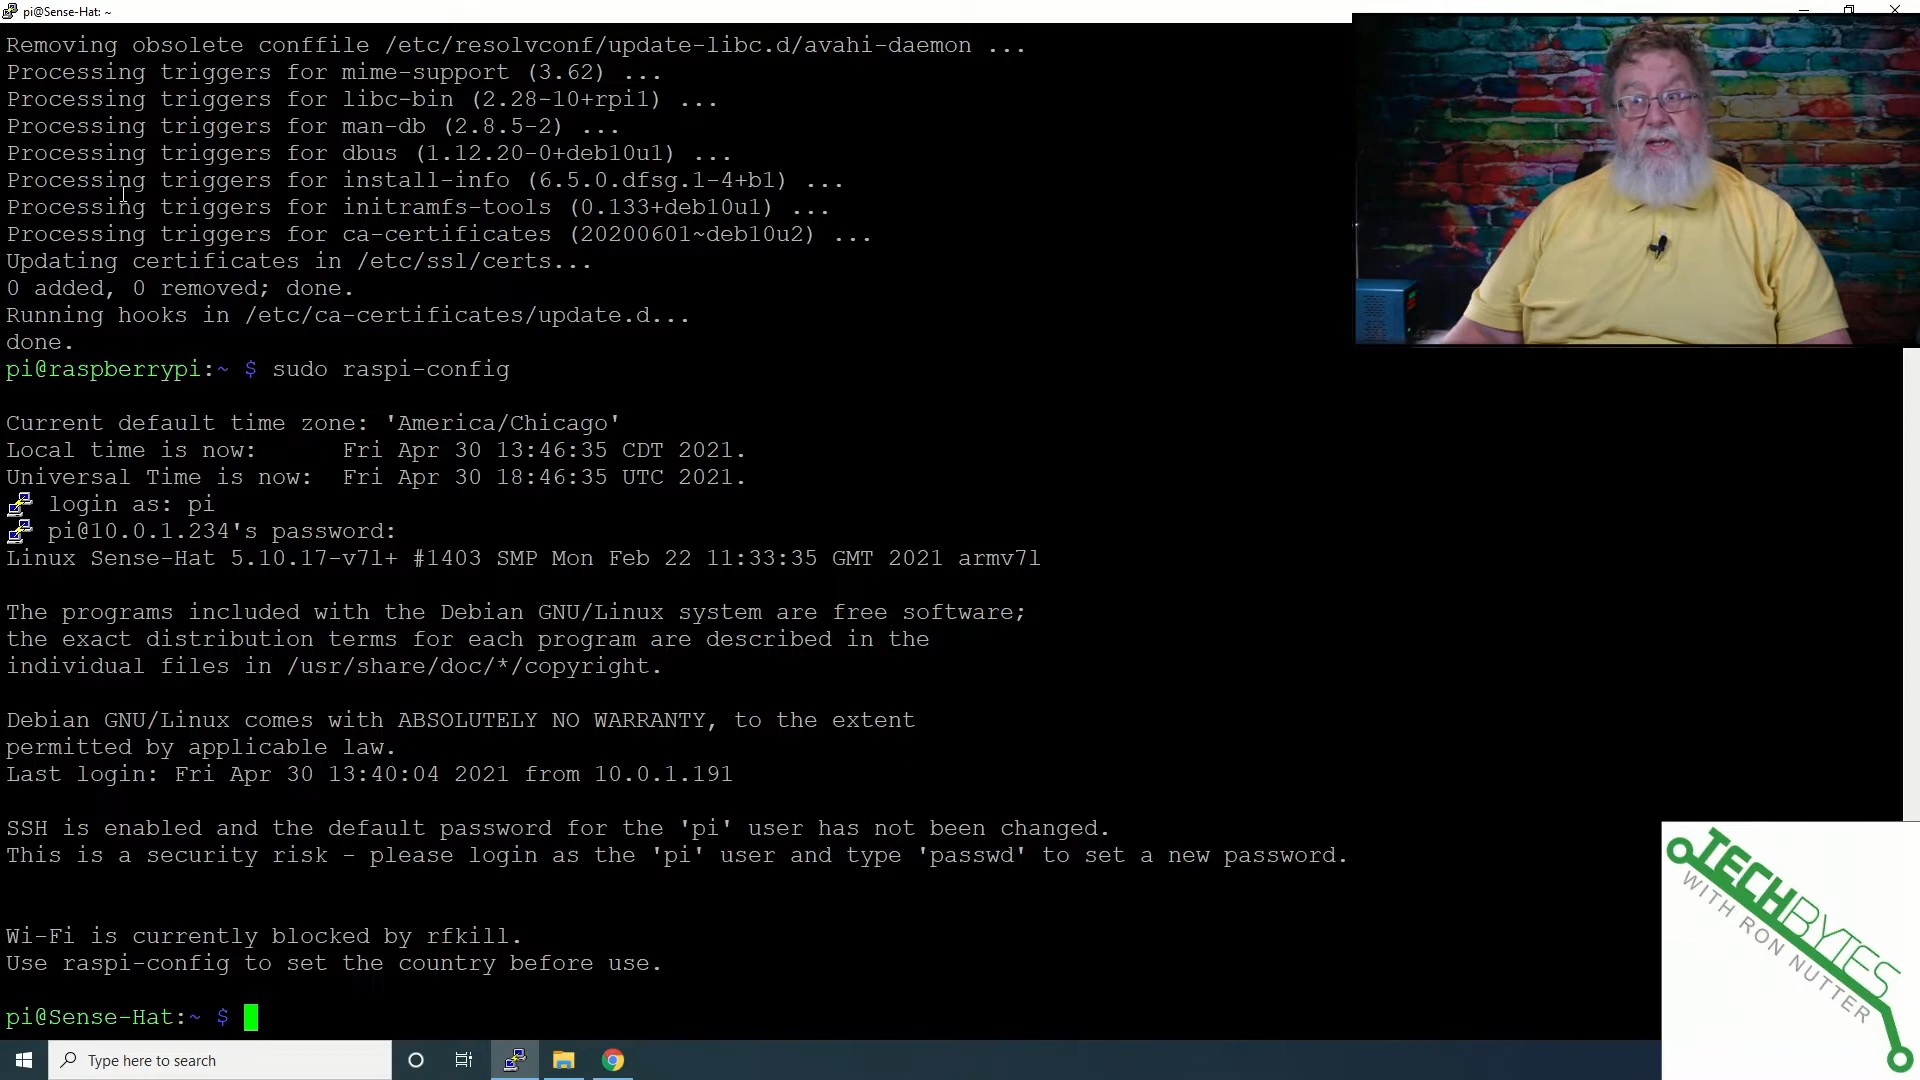 pi@Sense-Hat: ~
Removing obsolete conffile /etc/resolvconf/update-libc.d/avahi-daemon ...
Processing triggers for mime-support (3.62) ...
Processing triggers for libc-bin (2.28-10+rpi1) ...
Processing triggers for man-db (2.8.5-2) ...
Processing triggers for dbus (1.12.20-0+deb10u1) ...
Processing triggers for install-info (6.5.0.dfsg.1-4+b1) ...
Processing triggers for initramfs-tools (0.133+deb10u1) ...
Processing triggers for ca-certificates (20200601~deb10u2) ...
Updating certificates in /etc/ssl/certs...
0 added, 0 removed; done.
Running hooks in /etc/ca-certificates/update.d...
done.
pi@raspberrypi:~ $ sudo raspi-config
Current default time zone: 'America/Chicago'
Local time is now:      Fri Apr 30 13:46:35 CDT 2021.
Universal Time is now:  Fri Apr 30 18:46:35 UTC 2021.
login as: pi
pi@10.0.1.234's password:
Linux Sense-Hat 5.10.17-v7l+ #1403 SMP Mon Feb 22 11:33:35 GMT 2021 armv7l
The programs included with the Debian GNU/Linux system are free software;
the exact distribution terms for each program are described in the
individual files in /usr/share/doc/*/copyright.
Debian GNU/Linux comes with ABSOLUTELY NO WARRANTY, to the extent
permitted by applicable law.
Last login: Fri Apr 30 13:40:04 2021 from 10.0.1.191
SSH is enabled and the default password for the 'pi' user has not been changed.
This is a security risk - please login as the 'pi' user and type 'passwd' to set a new password.
Wi-Fi is currently blocked by rfkill.
Use raspi-config to set the country before use.
pi@Sense-Hat:~ $
TECHBYTES
WITH RON NUTTER
Type here to search